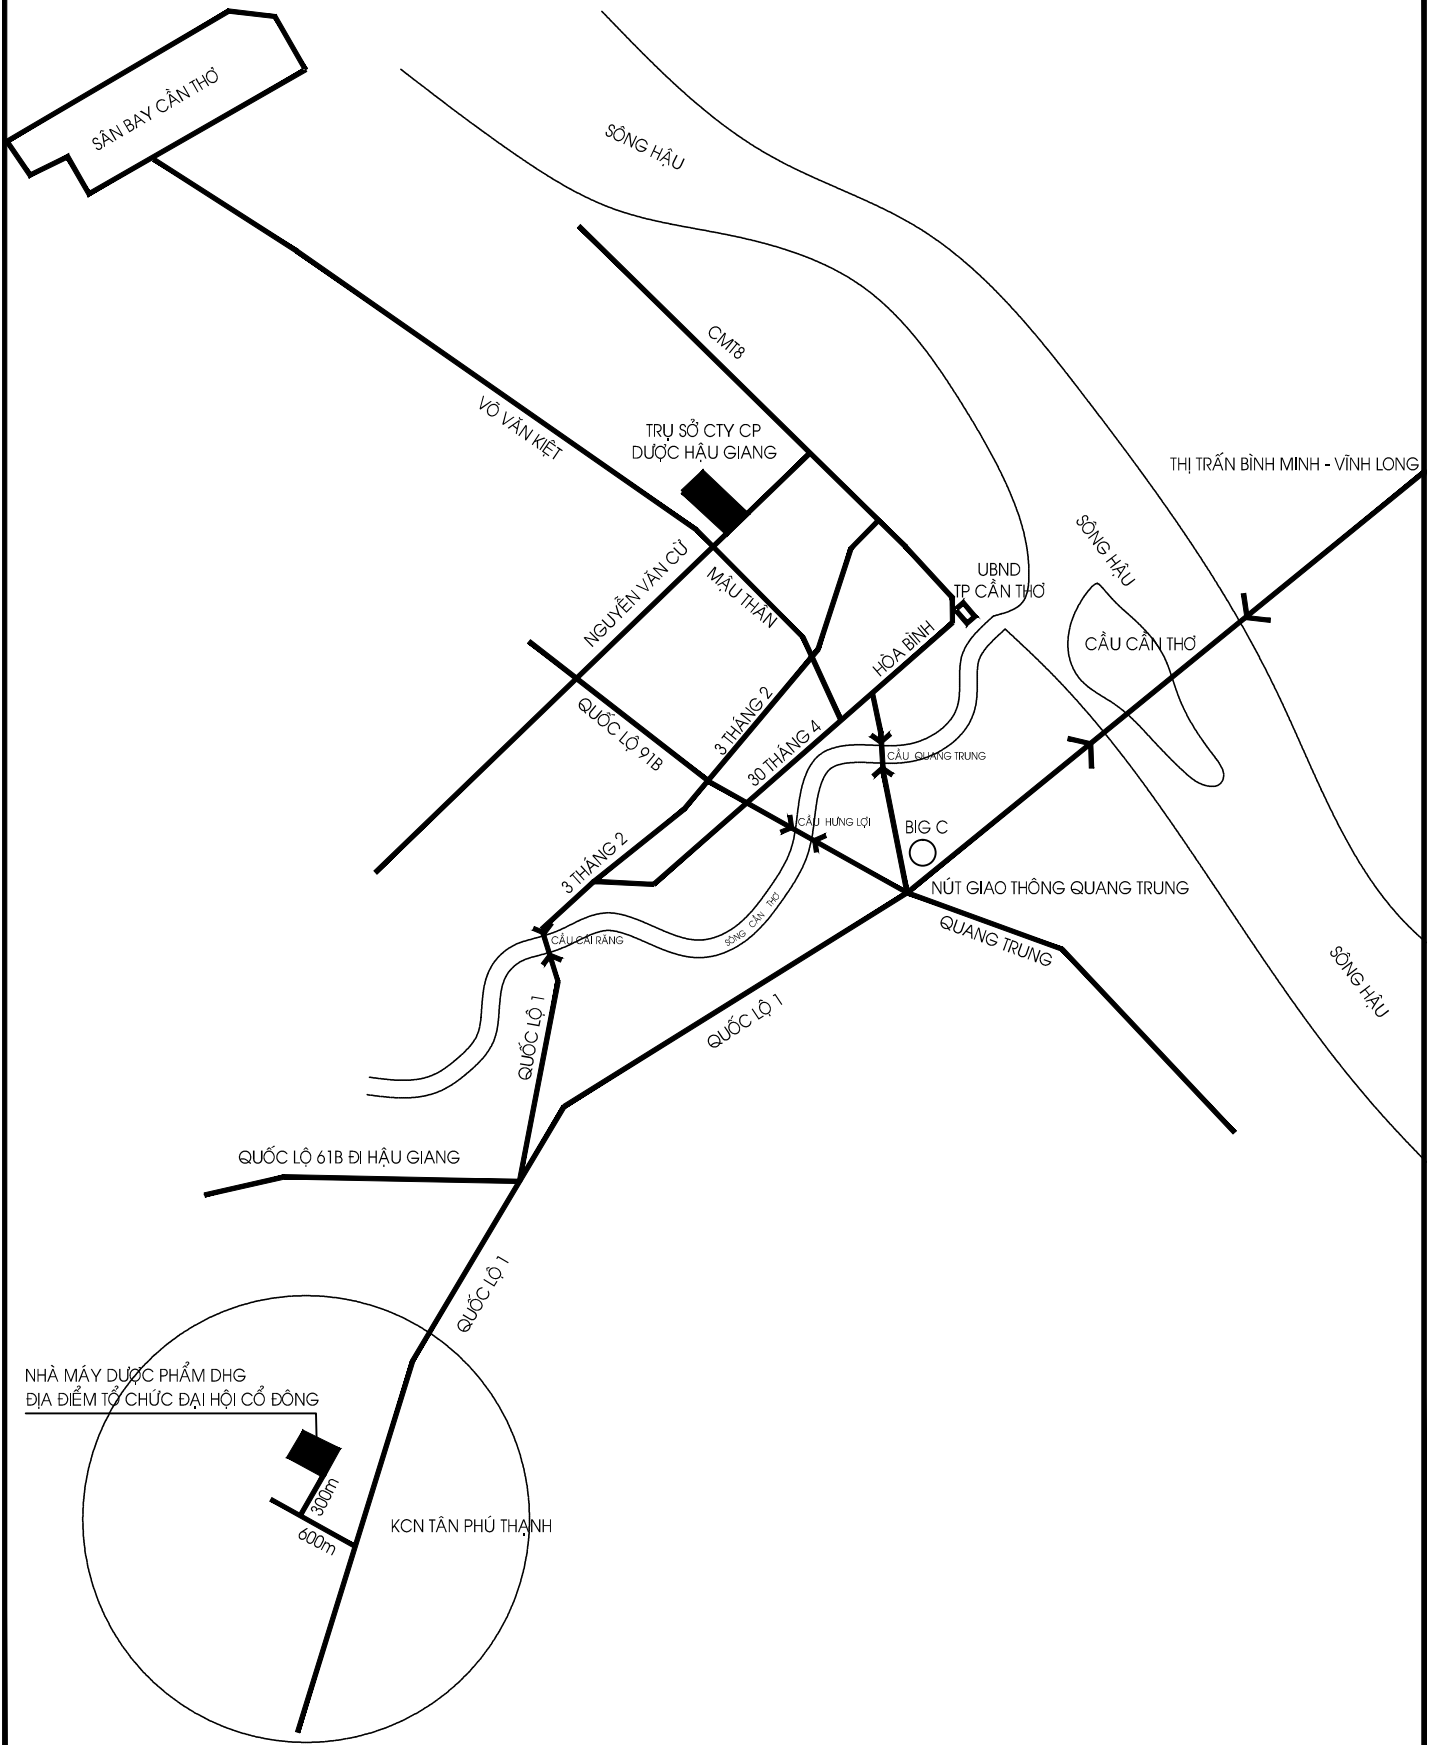 SÂN BAY CẦN THƠ
SÔNG HẬU
CMT8
VÕ VĂN KIỆT
TRỤ SỞ CTY CP
DƯỢC HẬU GIANG
THỊ TRẤN BÌNH MINH - VĨNH LONG
SÔNG HẬU
NGUYỄN VĂN CỪ
MẬU THÂN
UBND
TP CẦN THƠ
HÒA BÌNH
CẦU CẦN THƠ
QUỐC LỘ 91B
3 THÁNG 2
30 THÁNG 4
CẦU QUANG TRUNG
CẦU HƯNG LỢI
BIG C
3 THÁNG 2
NÚT GIAO THÔNG QUANG TRUNG
SÔNG CẦN THƠ
QUANG TRUNG
CẦU CÁI RĂNG
SÔNG HẬU
QUỐC LỘ 1
QUỐC LỘ 1
QUỐC LỘ 61B ĐI HẬU GIANG
QUỐC LỘ 1
NHÀ MÁY DƯỢC PHẨM DHG
ĐỊA ĐIỂM TỔ CHỨC ĐẠI HỘI CỔ ĐÔNG
300m
600m
KCN TÂN PHÚ THẠNH